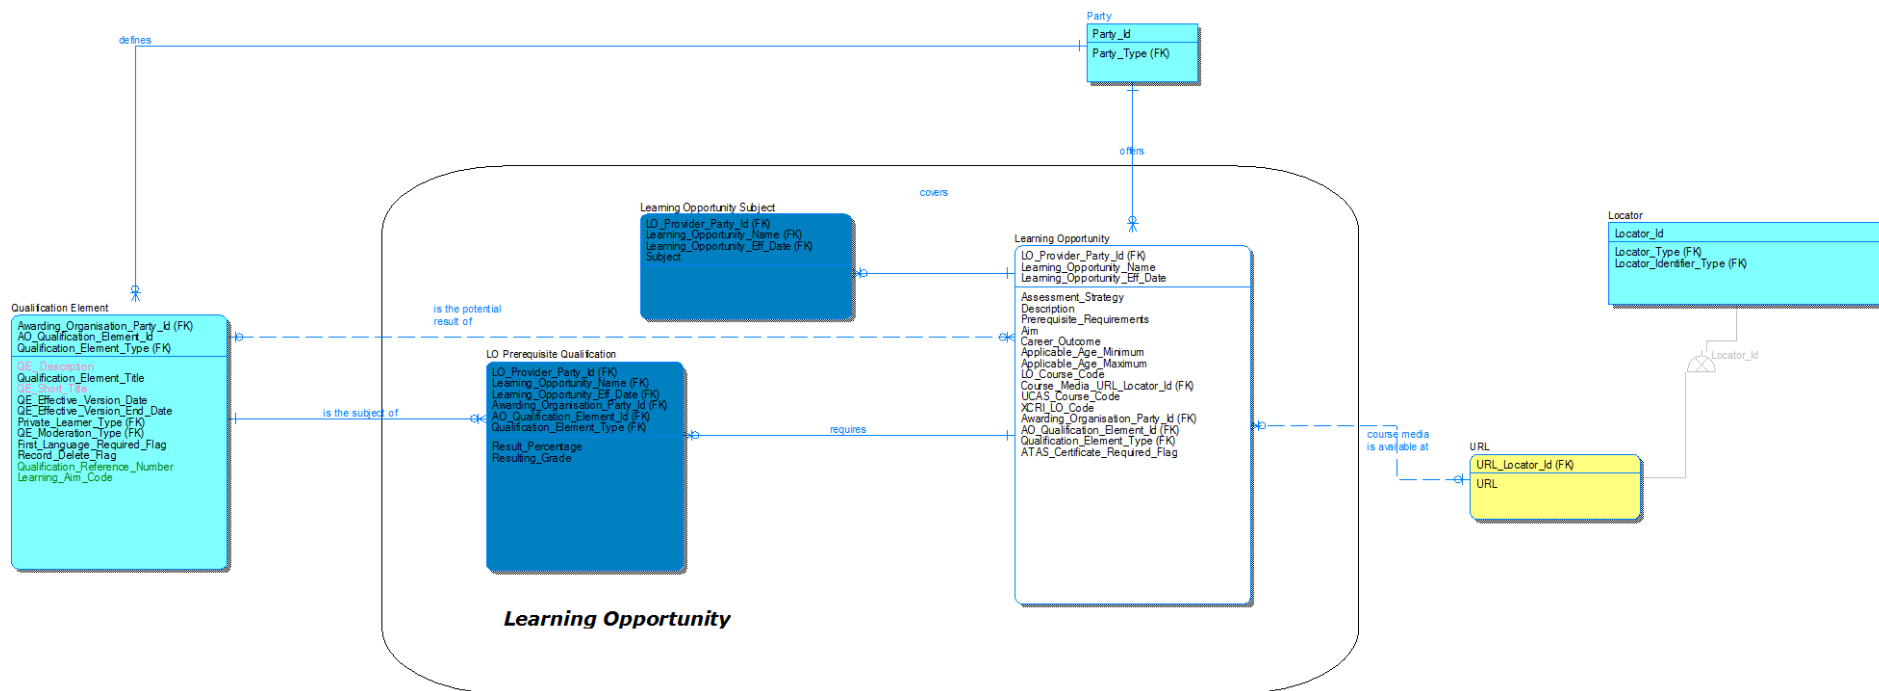 Party
Party_Id
Party_Type (FK)
defines
offers
covers
Learning Opportunity Subject
LO_Provider_Party_Id (FK)
Learning_Opportunity_Name (FK)
Learning_Opportunity_Eff_Date (FK)
Subject
Learning Opportunity
LO_Provider_Party_Id (FK)
Learning_Opportunity_Name
Learning_Opportunity_Eff_Date
Assessment_Strategy
Description
Prerequisite_Requirements
Aim
Career_Outcome
Applicable_Age_Minimum
Applicable_Age_Maximum
LO_Course_Code
Course_Media_URL_Locator_Id (FK)
UCAS_Course_Code
XCRI_LO_Code
Awarding_Organisation_Party_Id (FK)
AO_Qualification_Element_Id (FK)
Qualification_Element_Type (FK)
ATAS_Certificate_Required_Flag
Locator
Locator_Id
Locator_Type (FK)
Locator_Identifier_Type (FK)
Locator_Id
Qualification Element
Awarding_Organisation_Party_Id (FK)
AO_Qualification_Element_Id
Qualification_Element_Type (FK)
QE_Description
Qualification_Element_Title
QE_Short_Title
QE_Effective_Version_Date
QE_Effective_Version_End_Date
Private_Learner_Type (FK)
QE_Moderation_Type (FK)
First_Language_Required_Flag
Record_Delete_Flag
Qualification_Reference_Number
Learning_Aim_Code
is the potential
result of
is the subject of
LO Prerequisite Qualification
LO_Provider_Party_Id (FK)
Learning_Opportunity_Name (FK)
Learning_Opportunity_Eff_Date (FK)
Awarding_Organisation_Party_Id (FK)
AO_Qualification_Element_Id (FK)
Qualification_Element_Type (FK)
Result_Percentage
Resulting_Grade
requires
course media
is available at
URL
URL_Locator_Id (FK)
URL
Learning Opportunity